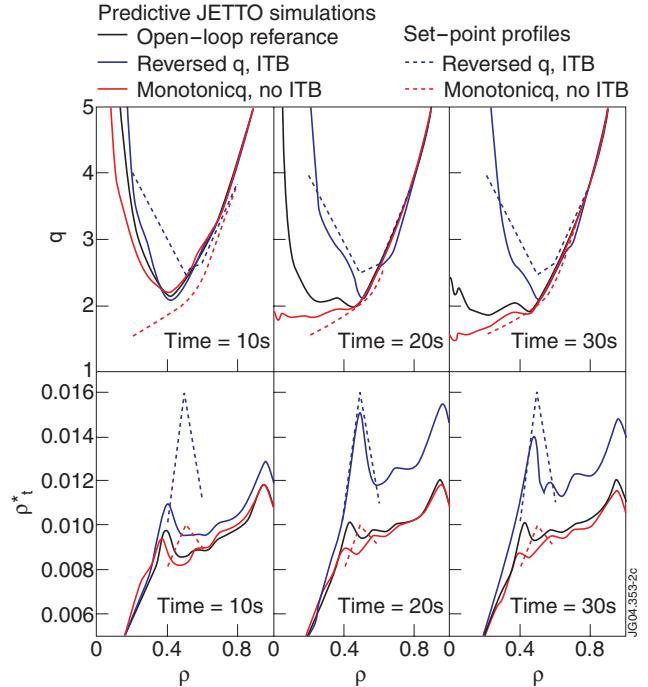 Predictive JETTO simulations
Open-loop referance
Reversed q, ITB
Monotonicq, no ITB
Set-point profiles
Reversed q, ITB
Monotonicq, no ITB
5
4
3
2
1
q
Time = 10s
Time = 20s
Time = 30s
0.016
0.014
0.012
0.010
0.008
0.006
ρ*t
Time = 10s
Time = 20s
Time = 30s
0 0.4 0.8 0 0.4 0.8 0 0.4 0.8
ρ ρ ρ
JG04.353-2c